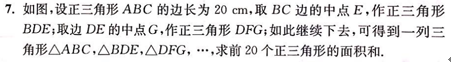 7. 如图,设正三角形 ABC 的边长为 20 cm,取 BC 边的中点 E,作正三角形
BDE;取边 DE 的中点 G,作正三角形 DFG;如此继续下去,可得到一列三
角形△ABC,△BDE,△DFG, …,求前 20 个正三角形的面积和.